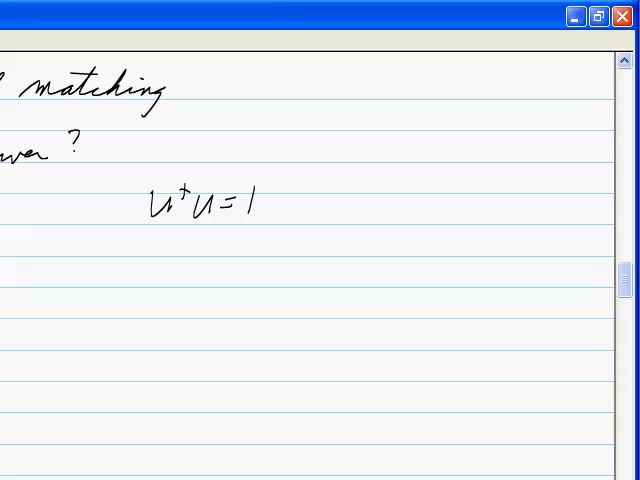 matching
?
u⁺u = 1